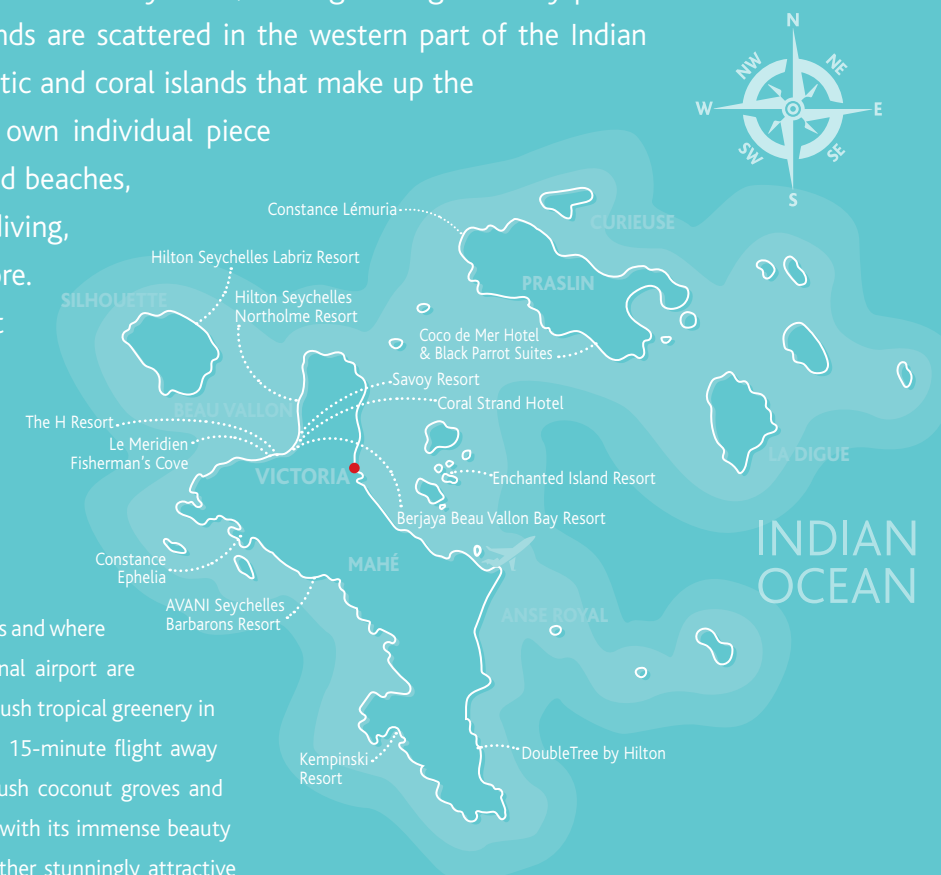 nds are scattered in the western part of the Indian
tic and coral islands that make up the
own individual piece
d beaches,
living,
re.
t
N
NW
NE
W
E
SW
SE
S
Constance Lémuria
CURIEUSE
Hilton Seychelles Labriz Resort
PRASLIN
SILHOUETTE
Hilton Seychelles
Northolme Resort
Coco de Mer Hotel
& Black Parrot Suites
Savoy Resort
Coral Strand Hotel
BEAU VALLON
The H Resort
Le Meridien
Fisherman's Cove
LA DIGUE
VICTORIA
Enchanted Island Resort
Berjaya Beau Vallon Bay Resort
INDIAN
OCEAN
Constance
Ephelia
MAHÉ
AVANI Seychelles
Barbarons Resort
ANSE ROYAL
s and where
nal airport are
ush tropical greenery in
15-minute flight away
ush coconut groves and
with its immense beauty
ther stunningly attractive
Kempinski
Resort
DoubleTree by Hilton